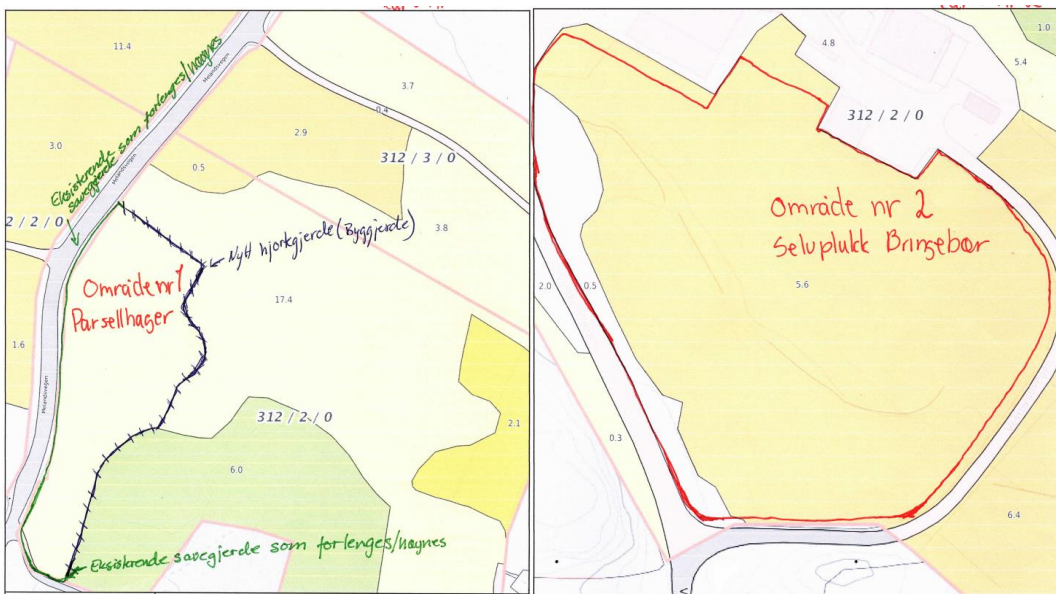 11.4
Melandsvegen
3.7
0.4
2.9
312 / 3 / 0
3.0
0.5
Eksisterende
sauegjerde som forlenges/høynes
Melandsvegen
2 / 2 / 0
3.8
Nytt hjortegjerde (Byggjerde)
Område nr 1
Parsellhager
17.4
1.6
Melandsvegen
312 / 2 / 0
2.1
6.0
Eksisterende sauegjerde som forlenges/høynes
1.0
4.8
5.4
312 / 2 / 0
Område nr 2
Selvplukk Bringebær
2.0
0.5
5.6
0.3
6.4